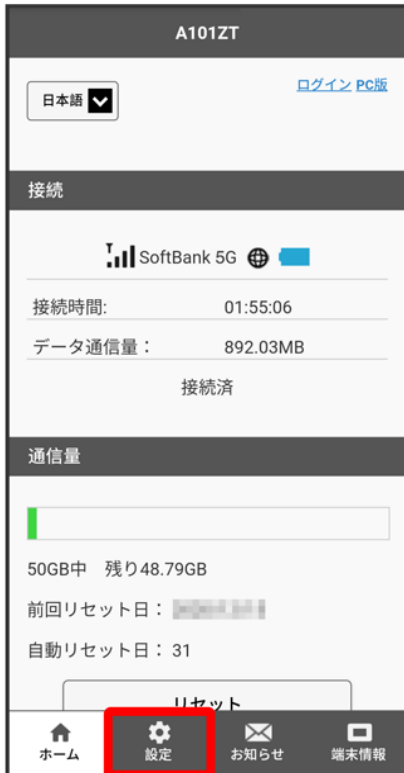 A101ZT
日本語
ログイン PC版
接続
SoftBank 5G
接続時間: 01:55:06
データ通信量： 892.03MB
接続済
通信量
50GB中 残り48.79GB
前回リセット日：
自動リセット日： 31
リセット
ホーム 設定 お知らせ 端末情報